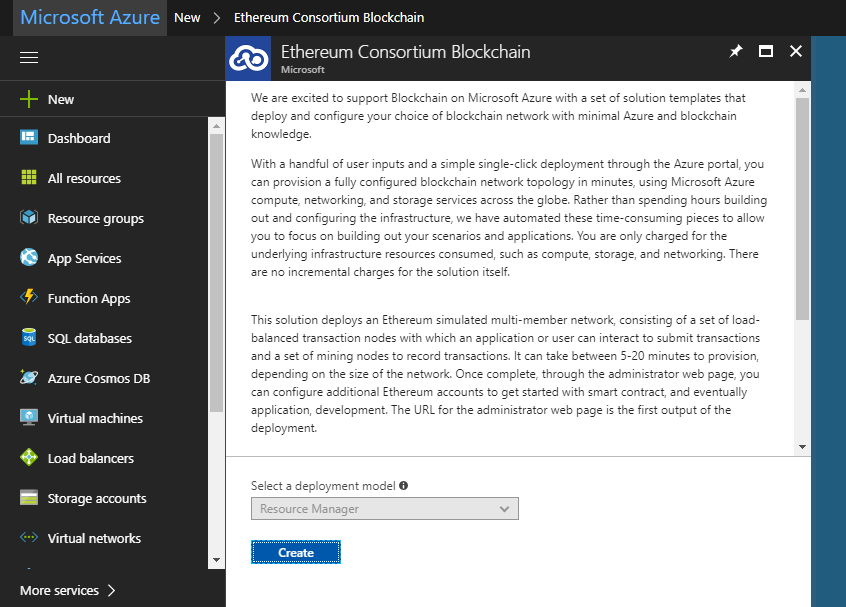 Microsoft Azure New > Ethereum Consortium Blockchain
Ethereum Consortium Blockchain
Microsoft
New
Dashboard
All resources
Resource groups
App Services
Function Apps
SQL databases
Azure Cosmos DB
Virtual machines
Load balancers
Storage accounts
Virtual networks
More services >
We are excited to support Blockchain on Microsoft Azure with a set of solution templates that
deploy and configure your choice of blockchain network with minimal Azure and blockchain
knowledge.
With a handful of user inputs and a simple single-click deployment through the Azure portal, you
can provision a fully configured blockchain network topology in minutes, using Microsoft Azure
compute, networking, and storage services across the globe. Rather than spending hours building
out and configuring the infrastructure, we have automated these time-consuming pieces to allow
you to focus on building out your scenarios and applications. You are only charged for the
underlying infrastructure resources consumed, such as compute, storage, and networking. There
are no incremental charges for the solution itself.
This solution deploys an Ethereum simulated multi-member network, consisting of a set of load-
balanced transaction nodes with which an application or user can interact to submit transactions
and a set of mining nodes to record transactions. It can take between 5-20 minutes to provision,
depending on the size of the network. Once complete, through the administrator web page, you
can configure additional Ethereum accounts to get started with smart contract, and eventually
application, development. The URL for the administrator web page is the first output of the
deployment.
Select a deployment model
Resource Manager
Create